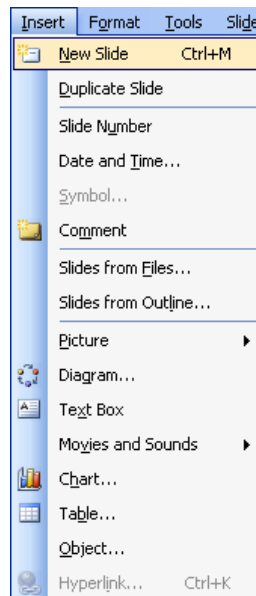 Insert Format Tools Slide
New Slide Ctrl+M
Duplicate Slide
Slide Number
Date and Time...
Symbol...
Comment
Slides from Files...
Slides from Outline...
Picture
Diagram...
Text Box
Movies and Sounds
Chart...
Table...
Object...
Hyperlink... Ctrl+K